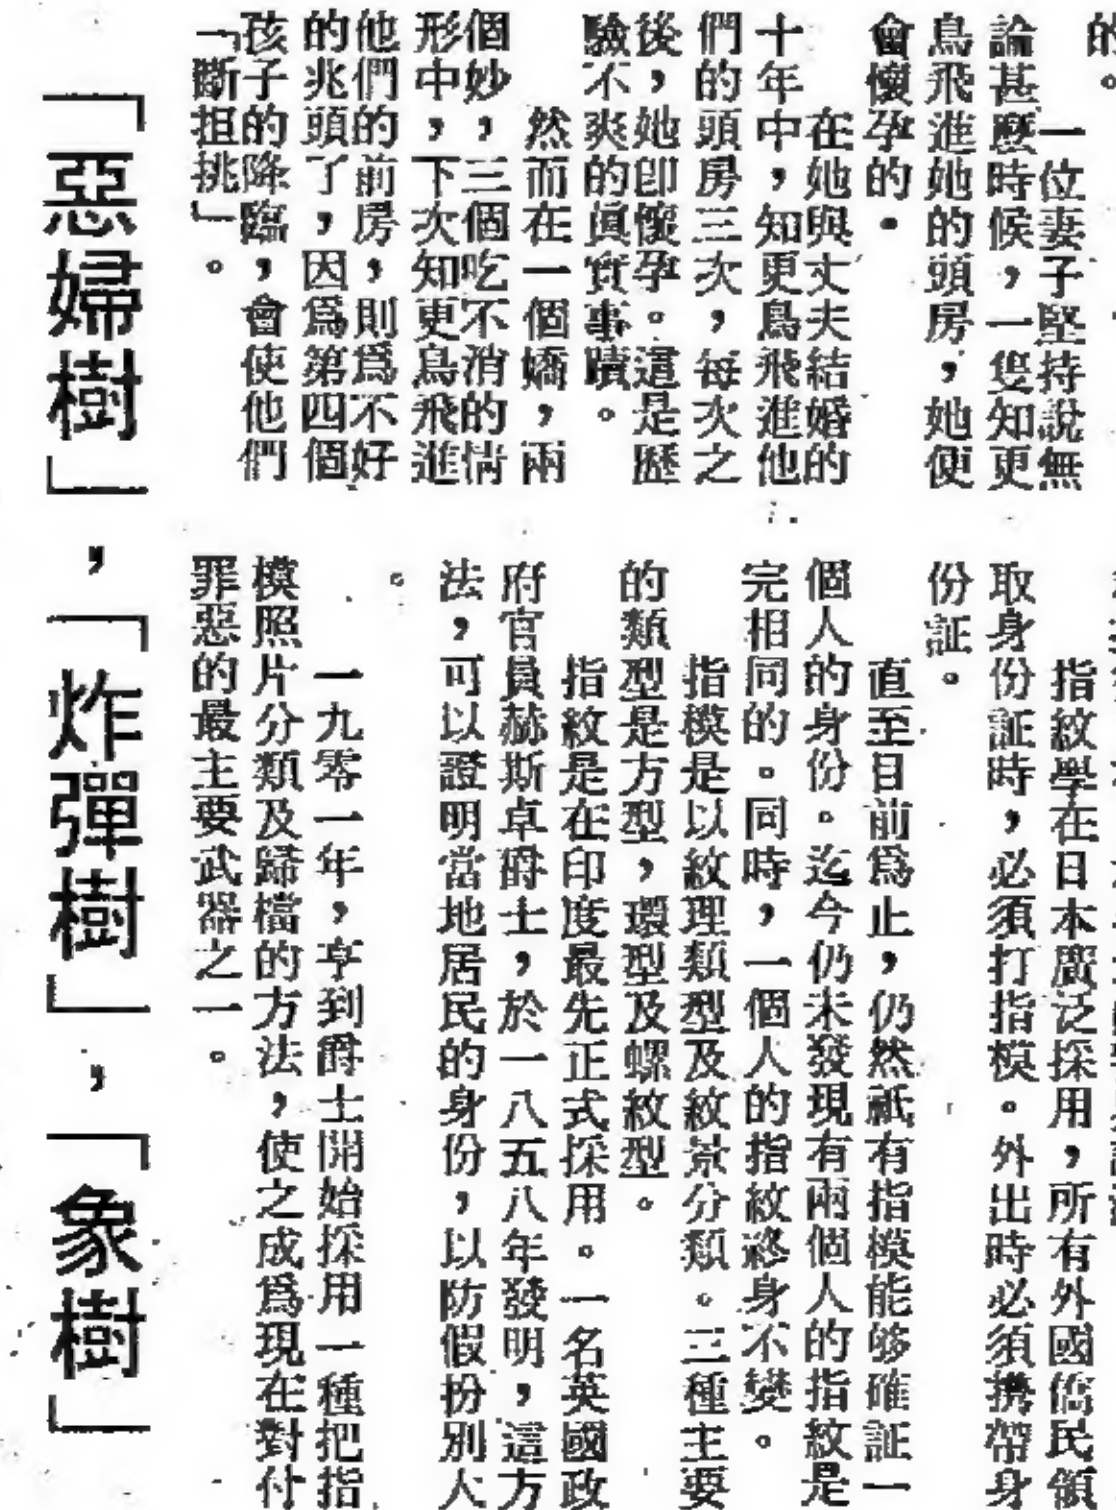 的。
一位妻子堅持說無
論甚麼時候，一隻知更
鳥飛進她的頭房，她便
會懷孕的。
在她與丈夫結婚的
十年中，知更鳥飛進他
們的頭房三次，每次之
後，她卽懷孕。這是歷
驗不爽的眞實事蹟。
然而在一個嬌，兩
個妙，三個吃不消的情
形中，下次知更鳥飛進
他們的前房，則爲不好
的兆頭了，因爲第四個
孩子的降臨，會使他們
「斷担挑」。
指紋學在日本廣泛採用，所有外國僑民領
取身份証時，必須打指模。外出時必須携帶身
份証。
直至目前爲止，仍然祇有指模能够確証一
個人的身份。迄今仍未發現有兩個人的指紋是
完相同的。同時，一個人的指紋終身不變。
指模是以紋理類型及紋景分類。三種主要
的類型是方型，環型及螺紋型。
指紋是在印度最先正式採用。一名英國政
府官員赫斯卓爵士，於一八五八年發明，這方
法，可以證明當地居民的身份，以防假扮別人
。
一九零一年，亨到爵士開始採用一種把指
模照片分類及歸檔的方法，使之成爲現在對付
罪惡的最主要武器之一。
「惡婦樹」，「炸彈樹」，「象樹」